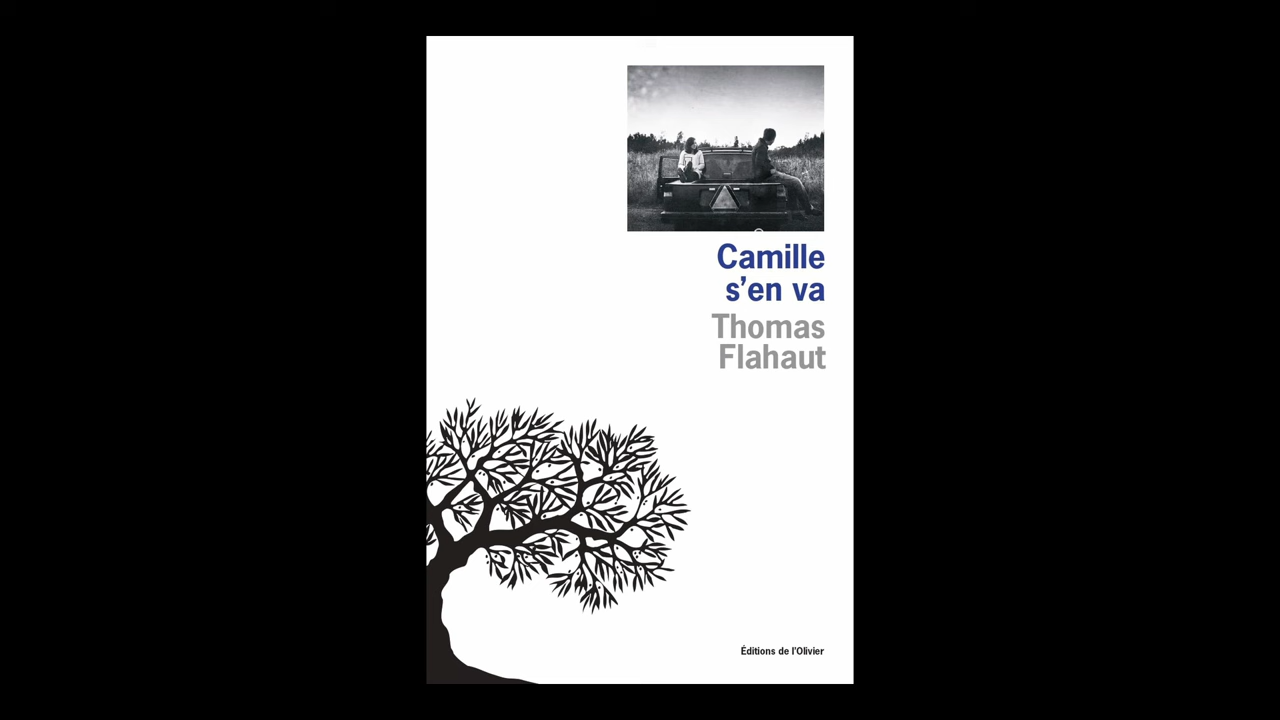 Camille
s’en va
Thomas
Flahaut
Éditions de l’Olivier